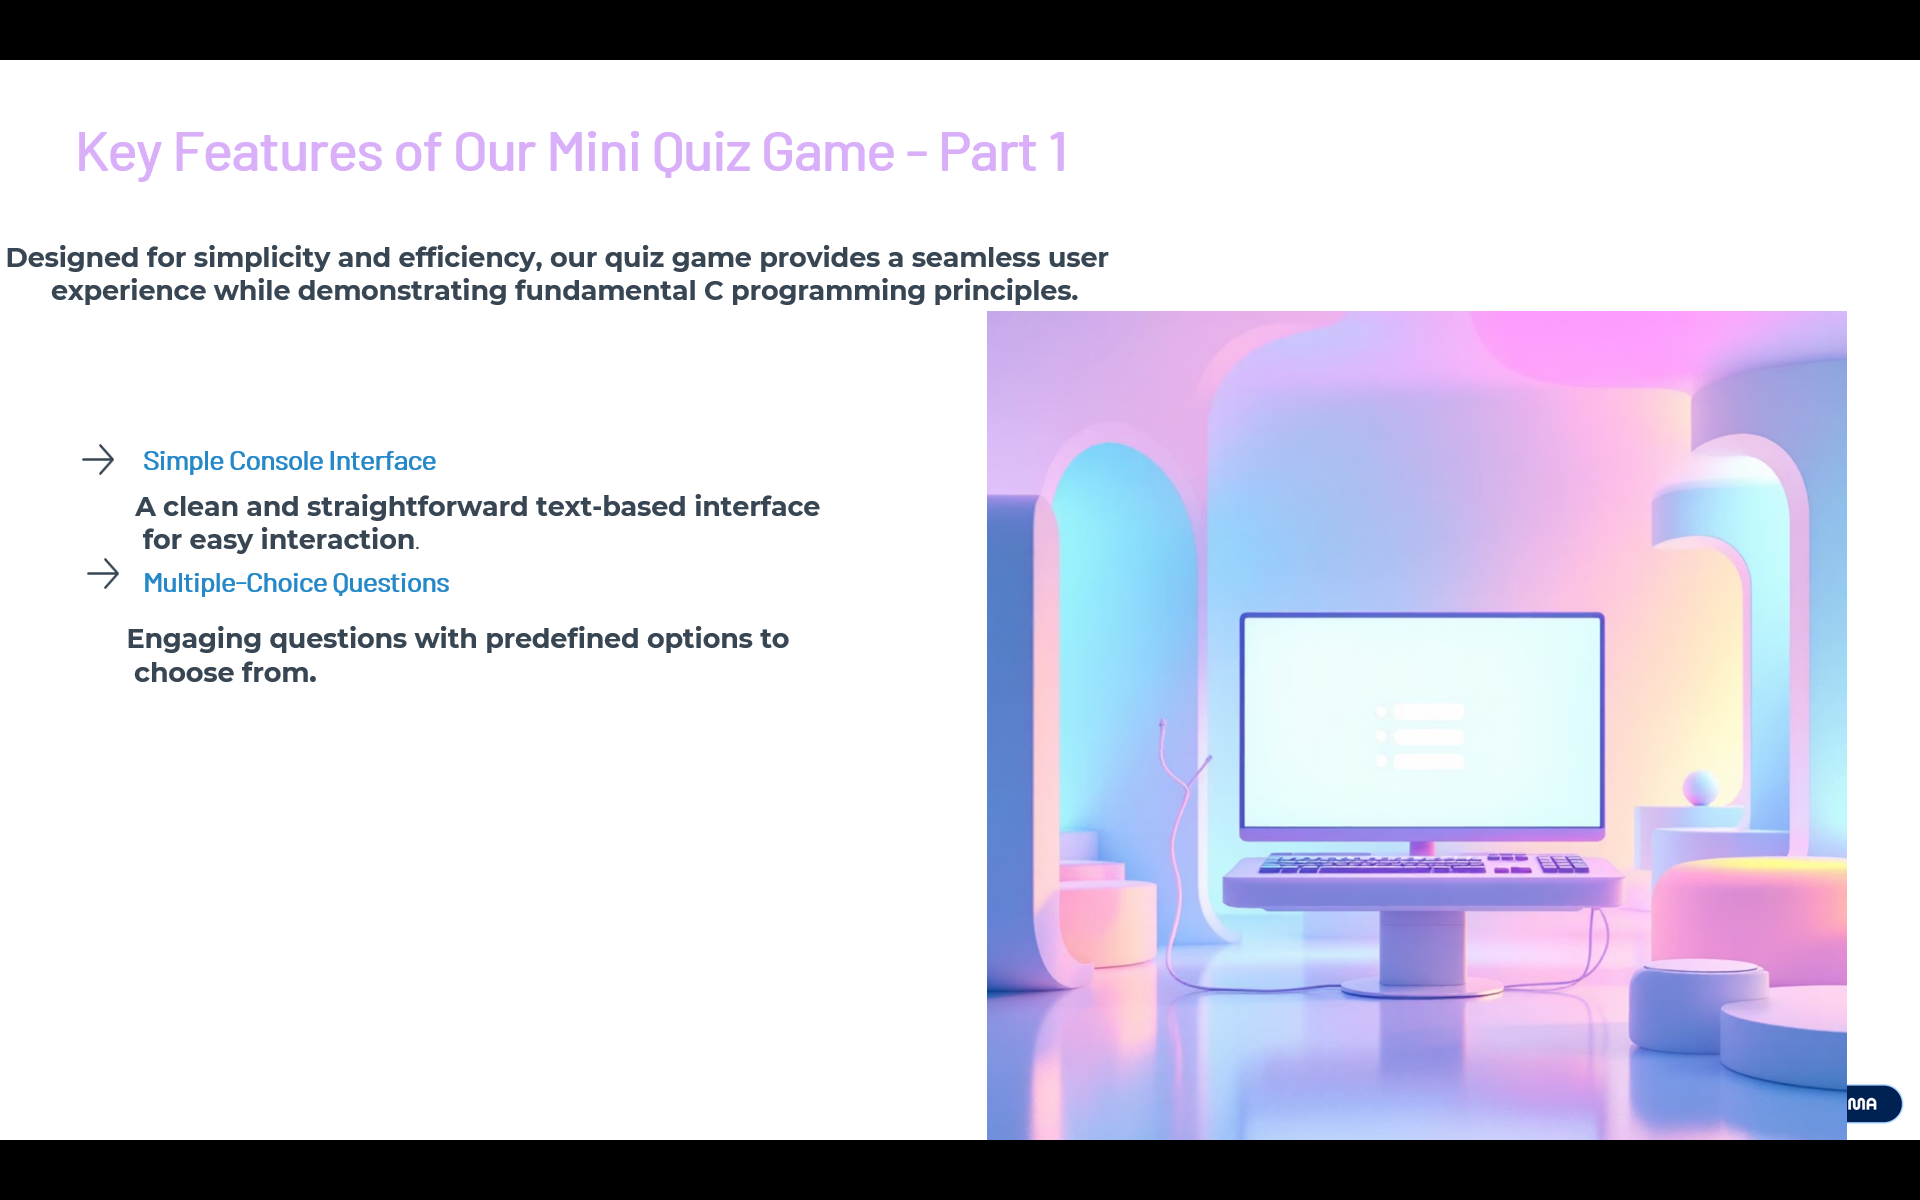 Key Features of Our Mini Quiz Game - Part 1
Designed for simplicity and efficiency, our quiz game provides a seamless user
experience while demonstrating fundamental C programming principles.
Simple Console Interface
A clean and straightforward text-based interface
for easy interaction.
Multiple-Choice Questions
Engaging questions with predefined options to
choose from.
MA